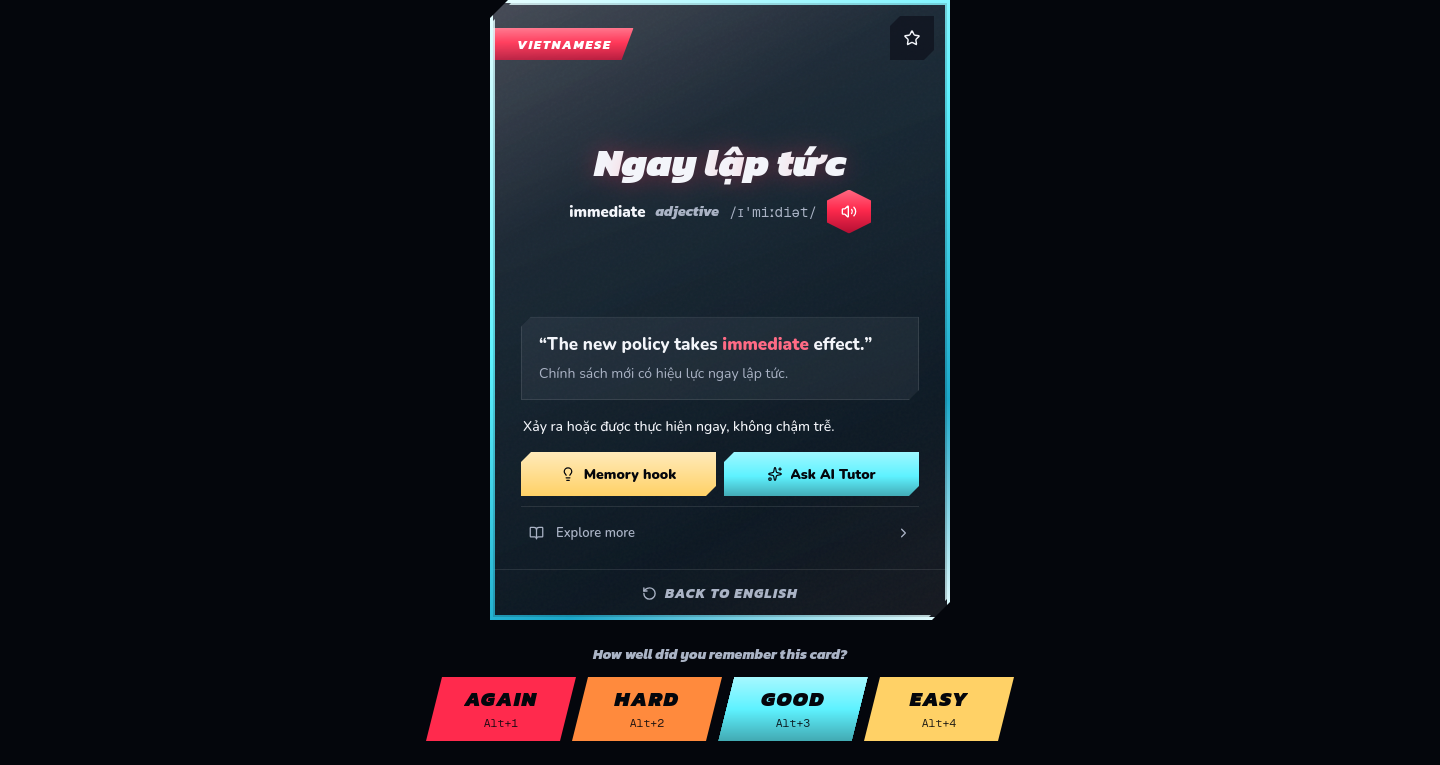 VIETNAMESE
Ngay lập tức
immediate adjective /ɪˈmiːdiət/
“The new policy takes immediate effect.”
Chính sách mới có hiệu lực ngay lập tức.
Xảy ra hoặc được thực hiện ngay, không chậm trễ.
Memory hook Ask AI Tutor
Explore more
BACK TO ENGLISH
How well did you remember this card?
AGAIN HARD GOOD EASY
Alt+1 Alt+2 Alt+3 Alt+4